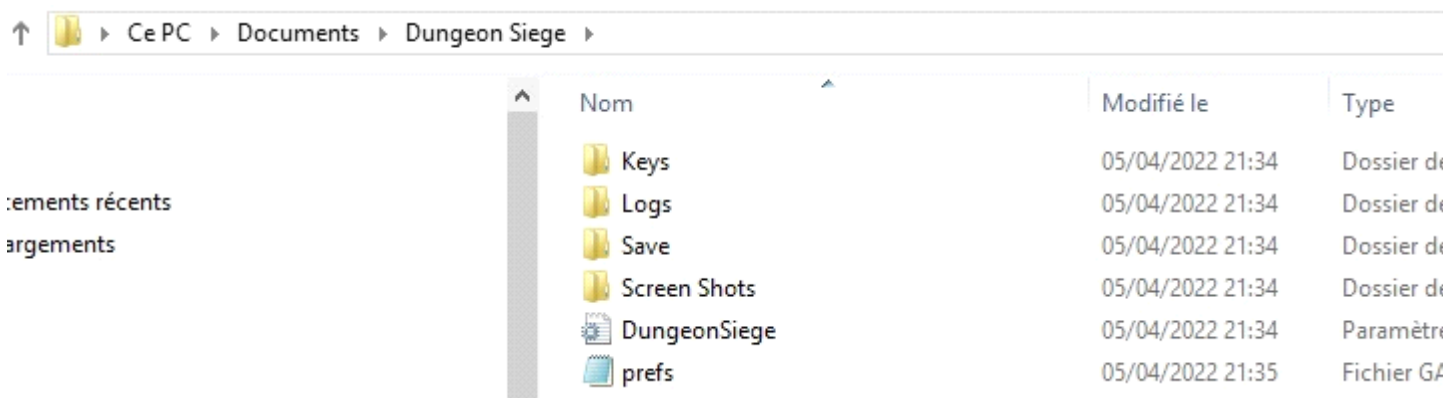 Ce PC Documents Dungeon Siege
Nom Modifié le Type
Keys 05/04/2022 21:34 Dossier de
Logs 05/04/2022 21:34 Dossier de
cements récents
Save 05/04/2022 21:34 Dossier de
argements
Screen Shots 05/04/2022 21:34 Dossier de
DungeonSiege 05/04/2022 21:34 Paramètre
prefs 05/04/2022 21:35 Fichier GA